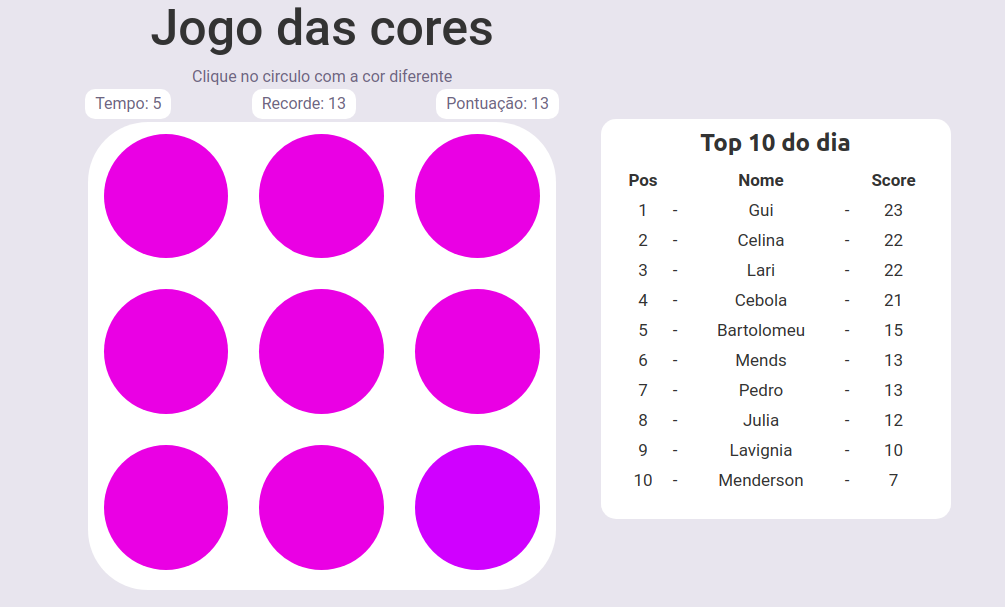 Jogo das cores
Clique no circulo com a cor diferente
Tempo: 5 Recorde: 13 Pontuação: 13
Top 10 do dia
Pos Nome Score
1 - Gui - 23
2 - Celina - 22
3 - Lari - 22
4 - Cebola - 21
5 - Bartolomeu - 15
6 - Mends - 13
7 - Pedro - 13
8 - Julia - 12
9 - Lavignia - 10
10 - Menderson - 7